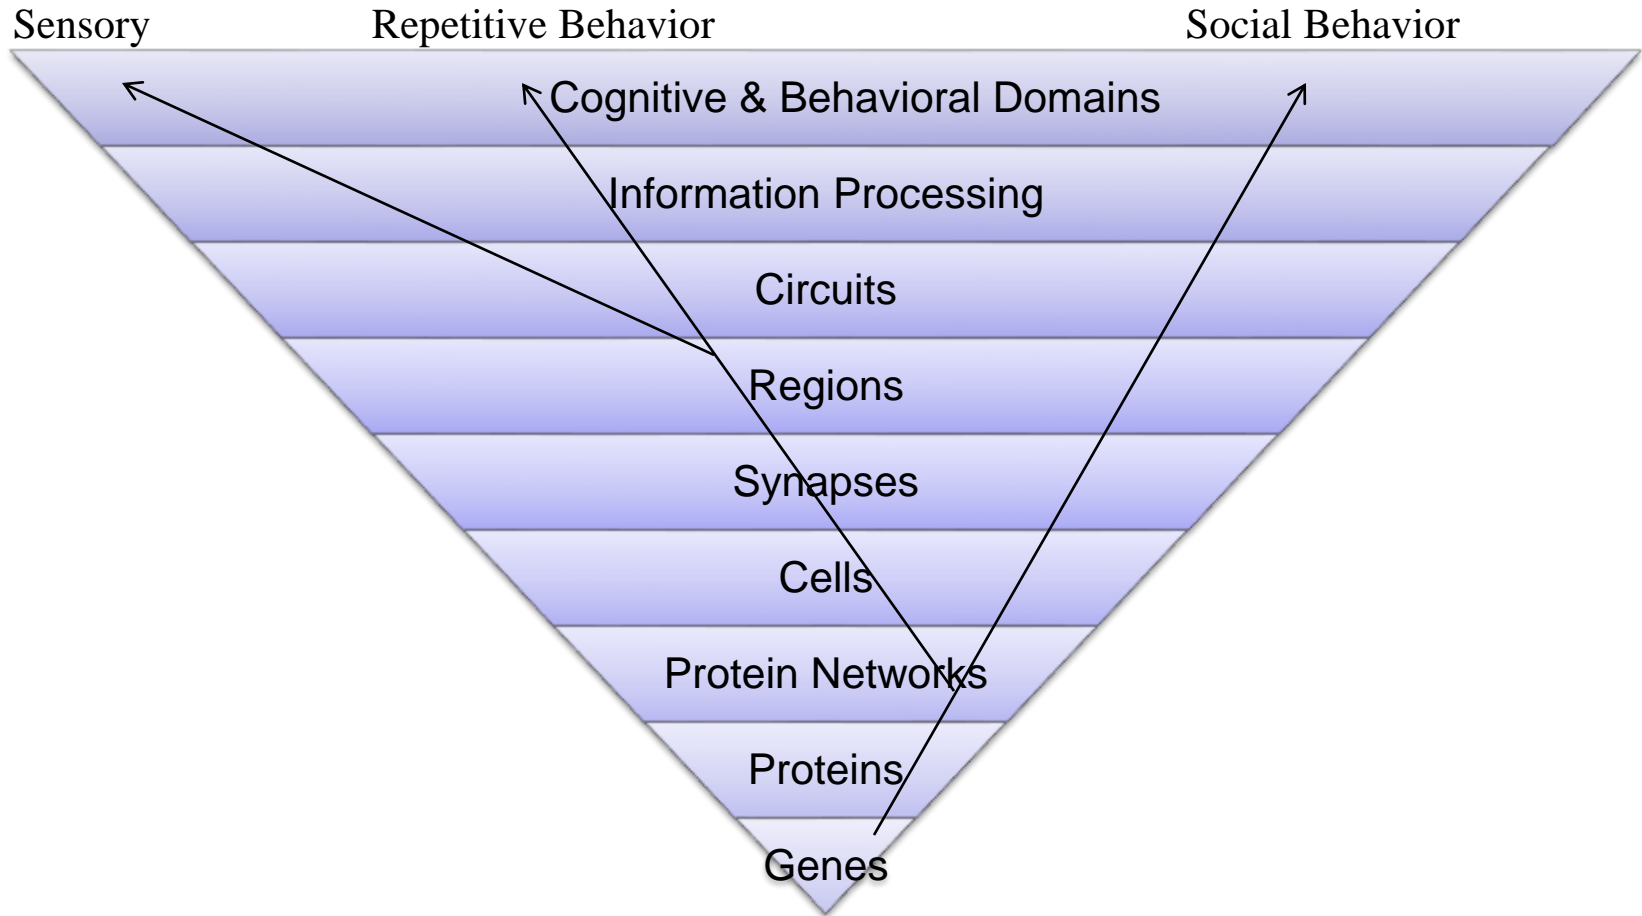 Sensory Repetitive Behavior Social Behavior
Cognitive & Behavioral Domains
Information Processing
Circuits
Regions
Synapses
Cells
Protein Networks
Proteins
Genes